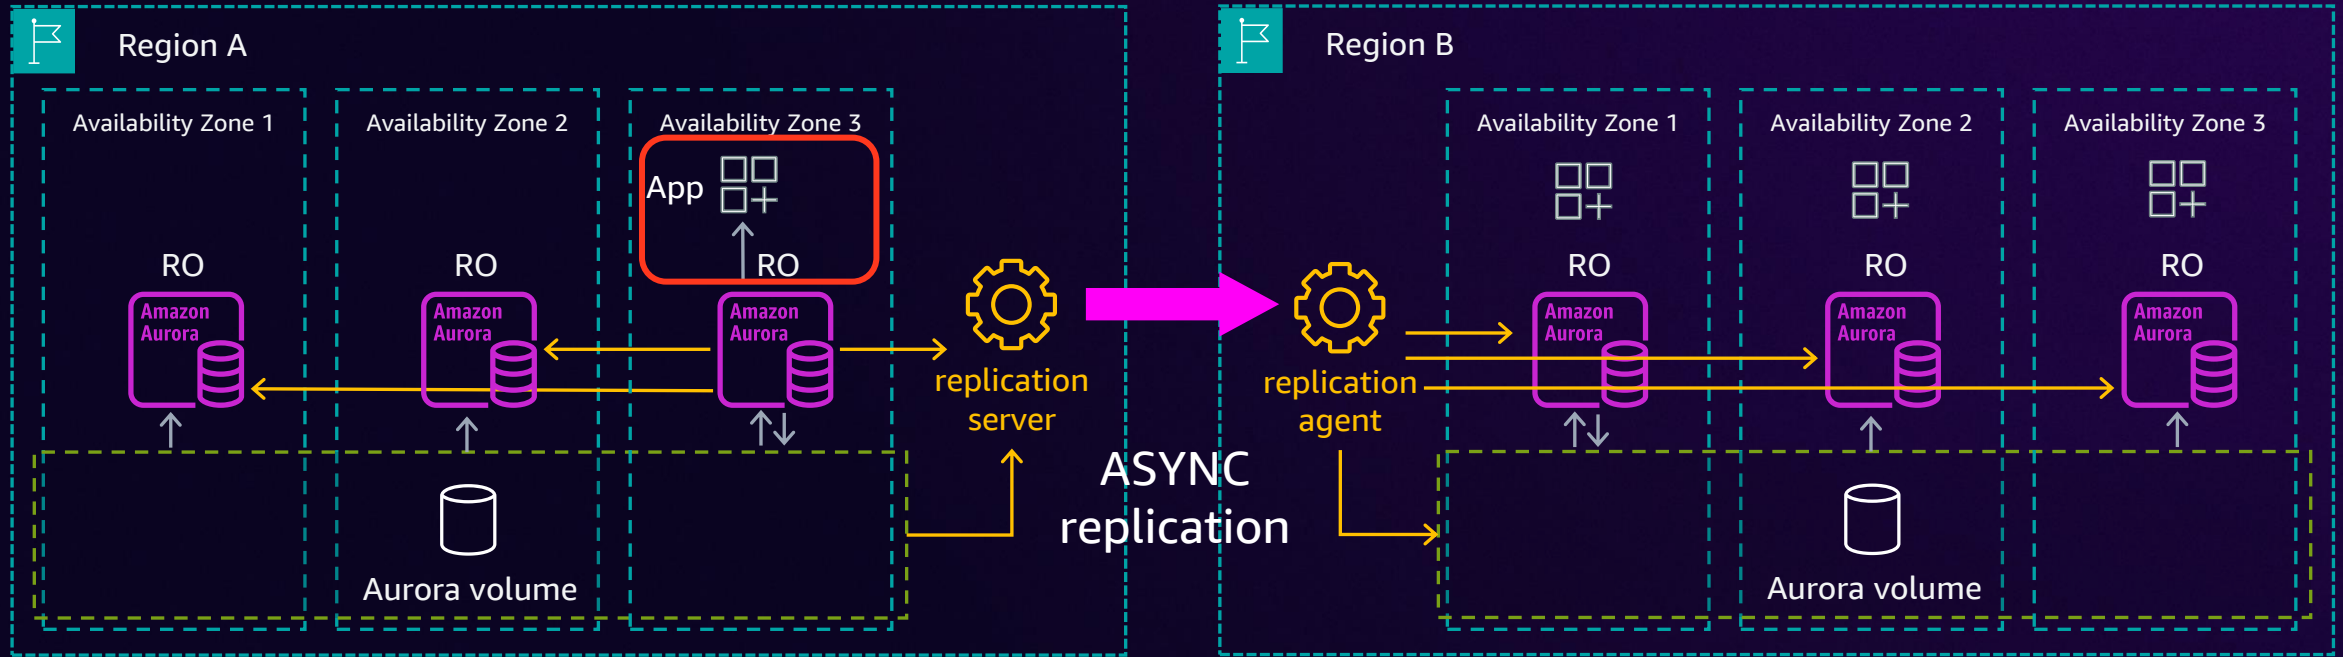 Region A
Availability Zone 1
Availability Zone 2
Availability Zone 3
App
RO
RO
RO
Amazon
Aurora
Amazon
Aurora
Amazon
Aurora
replication
server
Aurora volume
ASYNC
replication
Region B
Availability Zone 1
Availability Zone 2
Availability Zone 3
RO
RO
RO
replication
agent
Amazon
Aurora
Amazon
Aurora
Amazon
Aurora
Aurora volume